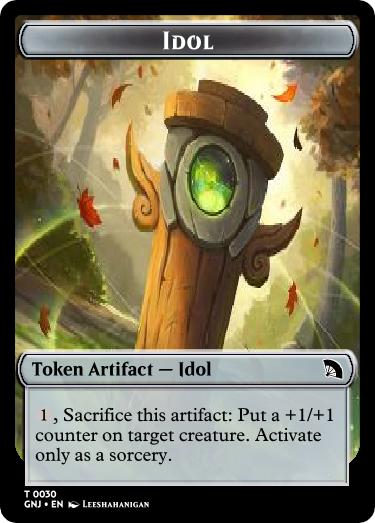 Idol
Token Artifact — Idol
1 , Sacrifice this artifact: Put a +1/+1
counter on target creature. Activate
only as a sorcery.
T 0030
GNJ • EN Leeshahanigan